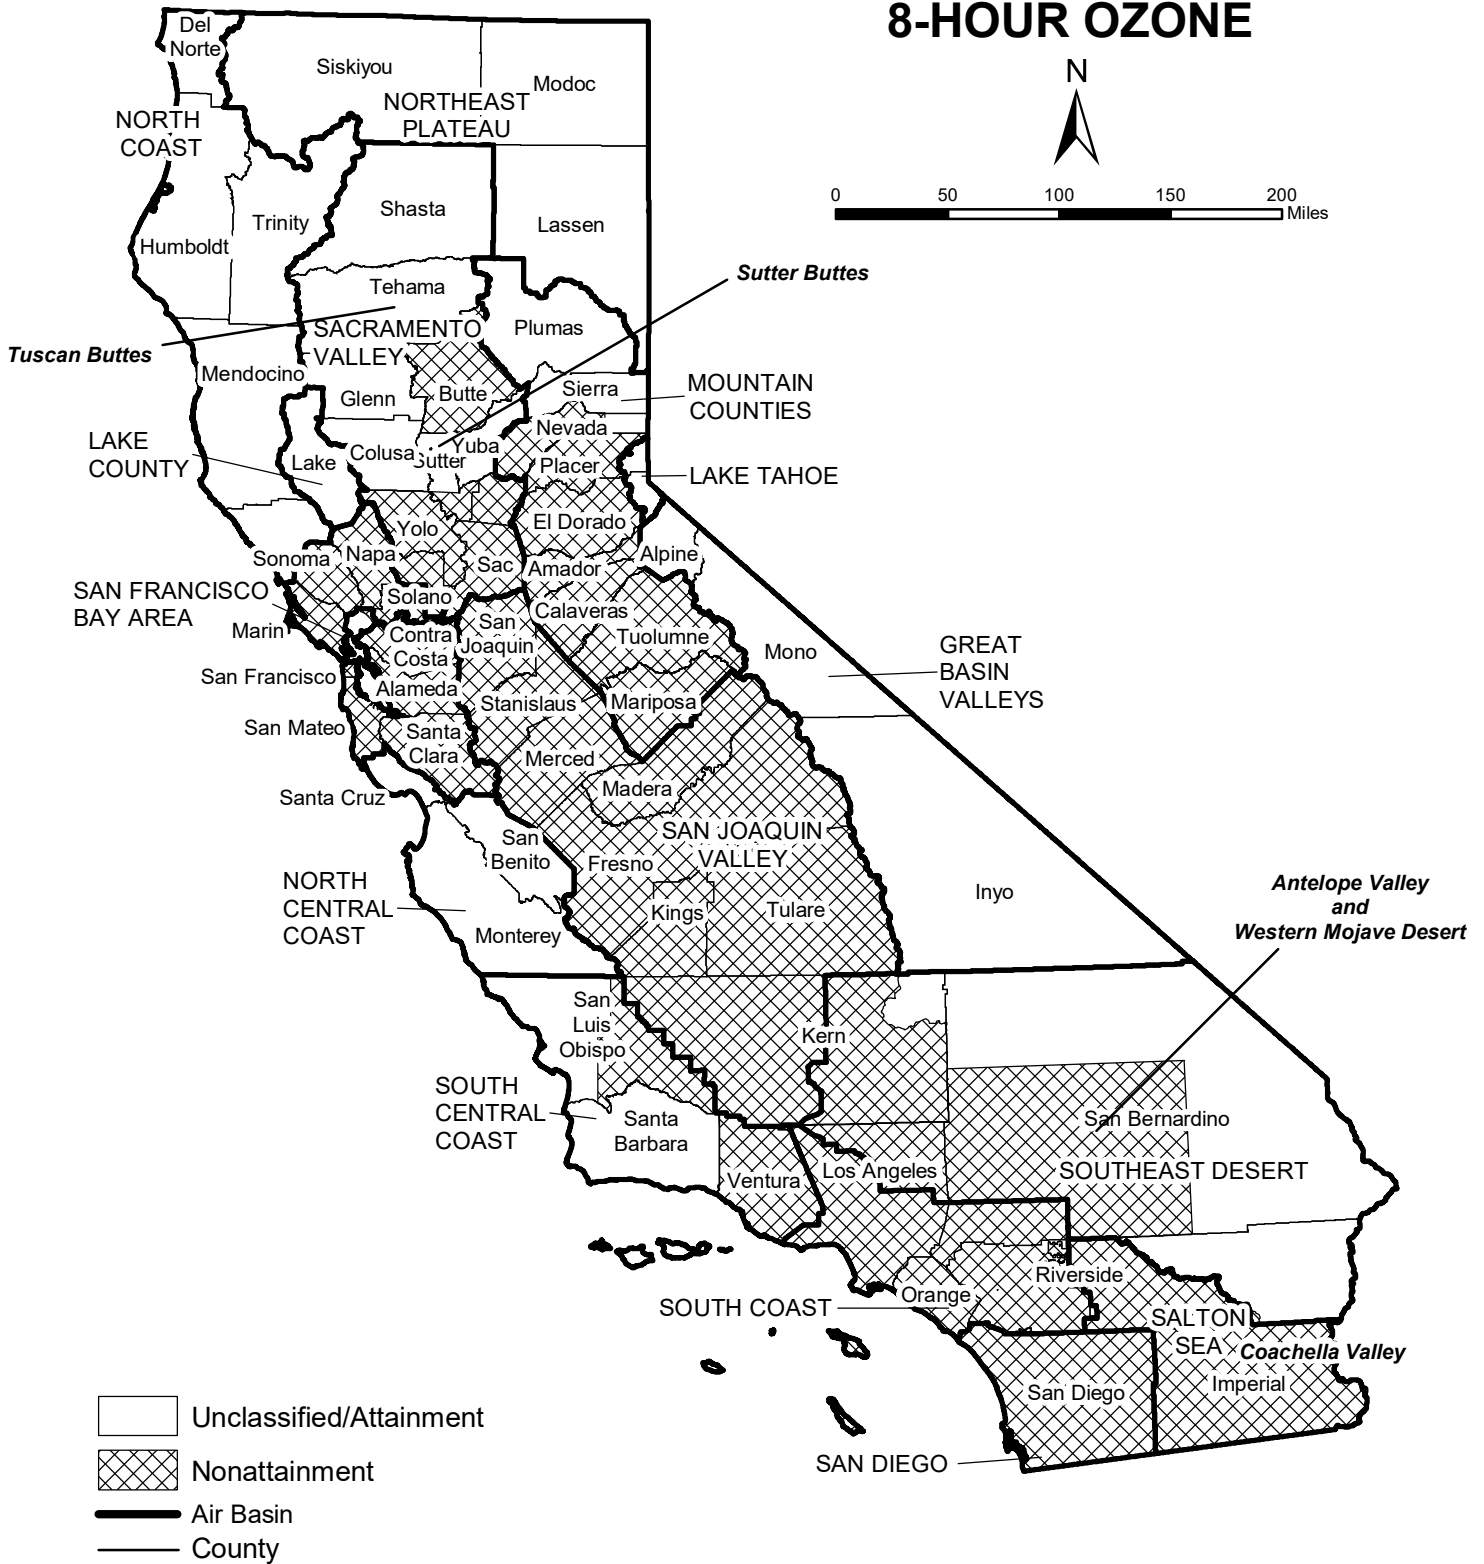 8-HOUR OZONE
N
0 50 100 150 200
Miles
Del
Norte
Siskiyou
Modoc
NORTHEAST
PLATEAU
NORTH
COAST
Shasta
Trinity
Lassen
Humboldt
Sutter Buttes
Tehama
SACRAMENTO
VALLEY
Plumas
Tuscan Buttes
Mendocino
Glenn
Butte
Sierra
MOUNTAIN
COUNTIES
Nevada
LAKE
COUNTY
Lake
Colusa
Yuba
Sutter
Placer
LAKE TAHOE
Yolo
El Dorado
Sonoma
Napa
Sac
Amador
Alpine
SAN FRANCISCO
BAY AREA
Solano
Calaveras
Marin
Contra
Costa
San
Joaquin
Tuolumne
Mono
GREAT
BASIN
VALLEYS
San Francisco
Alameda
Stanislaus
Mariposa
San Mateo
Santa
Clara
Merced
Madera
Santa Cruz
San
Benito
SAN JOAQUIN
VALLEY
Fresno
NORTH
CENTRAL
COAST
Kings
Tulare
Inyo
Monterey
Antelope Valley
and
Western Mojave Desert
San
Luis
Obispo
Kern
SOUTH
CENTRAL
COAST
Santa
Barbara
San Bernardino
Ventura
Los Angeles
SOUTHEAST DESERT
Riverside
Orange
SOUTH COAST
SALTON
SEA
Coachella Valley
San Diego
Imperial
SAN DIEGO
Unclassified/Attainment
Nonattainment
Air Basin
County